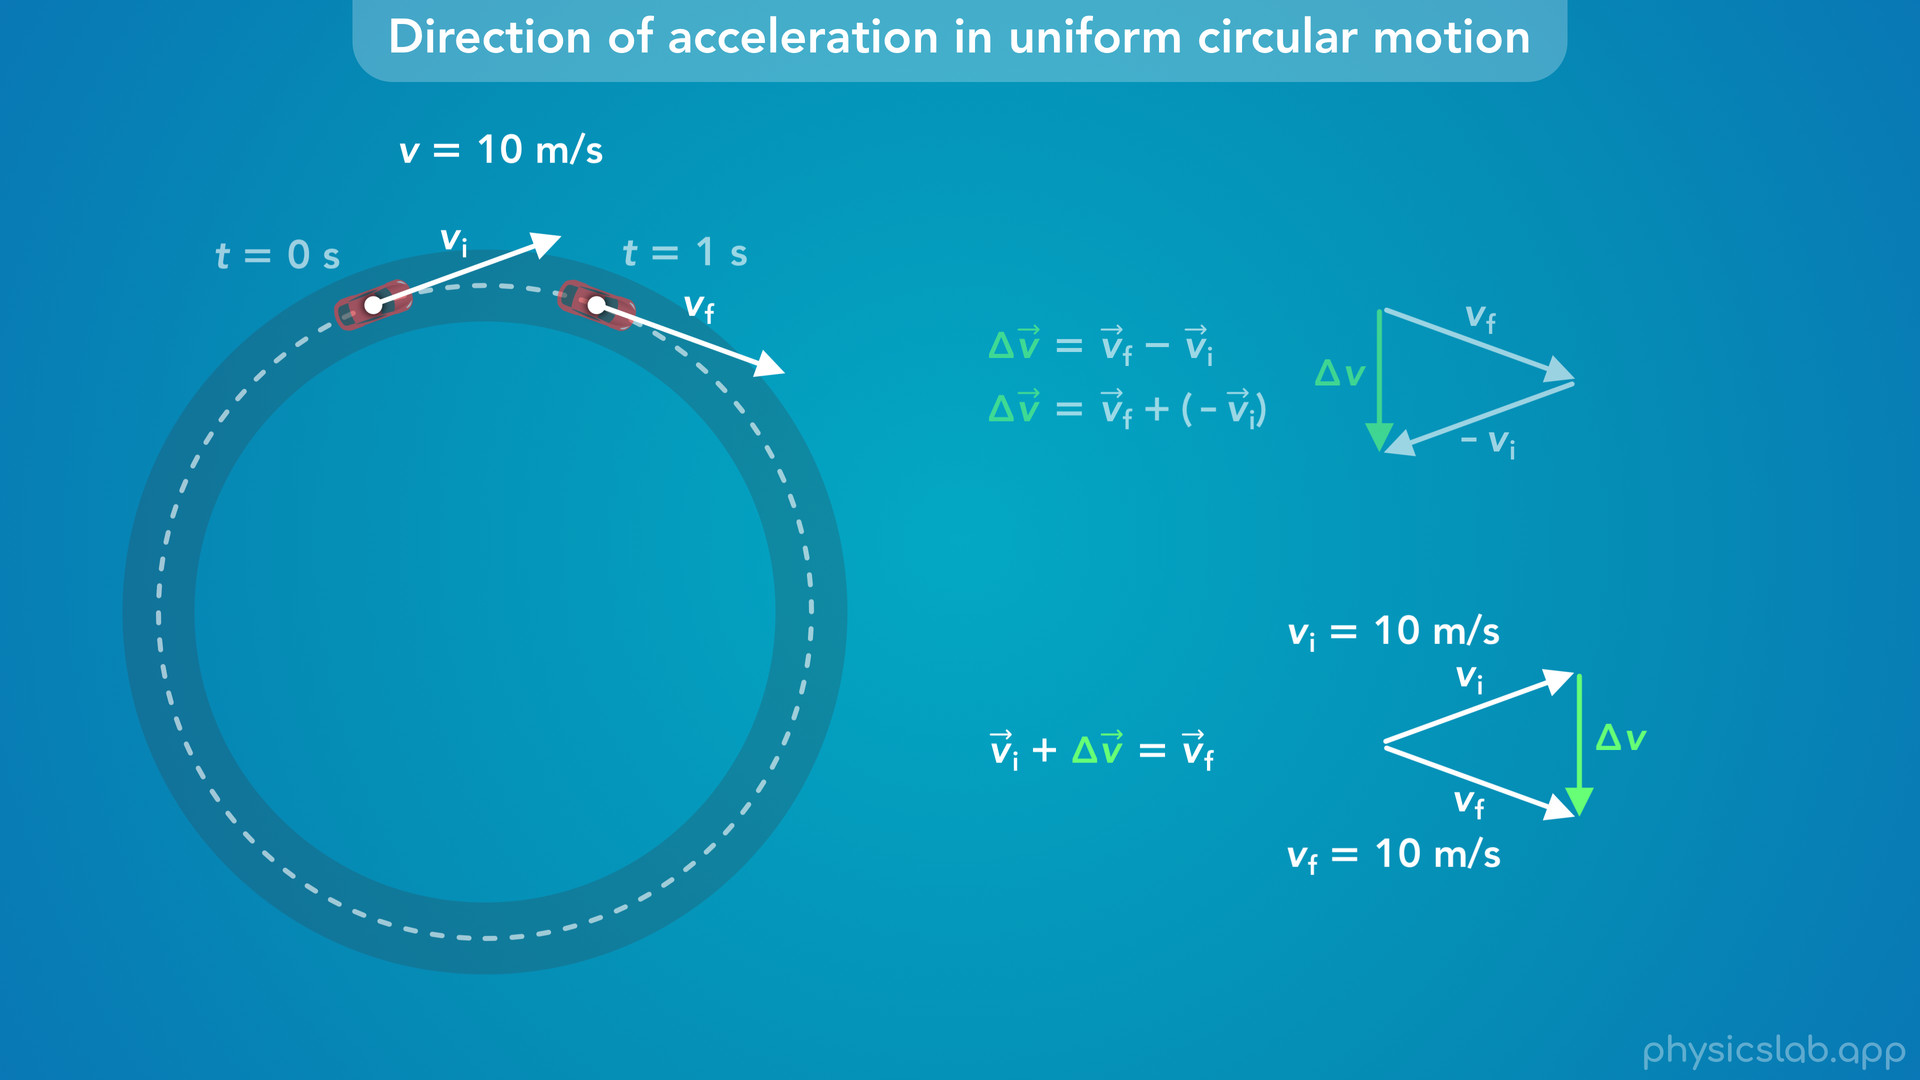 Direction of acceleration in uniform circular motion
v = 10 m/s
t = 0 s
vᵢ
t = 1 s
v_f
Δv⃗ = v⃗_f − v⃗ᵢ
Δv⃗ = v⃗_f + (- v⃗ᵢ)
v_f
Δv
- vᵢ
vᵢ = 10 m/s
vᵢ
v⃗ᵢ + Δv⃗ = v⃗_f
Δv
v_f
v_f = 10 m/s
physicslab.app